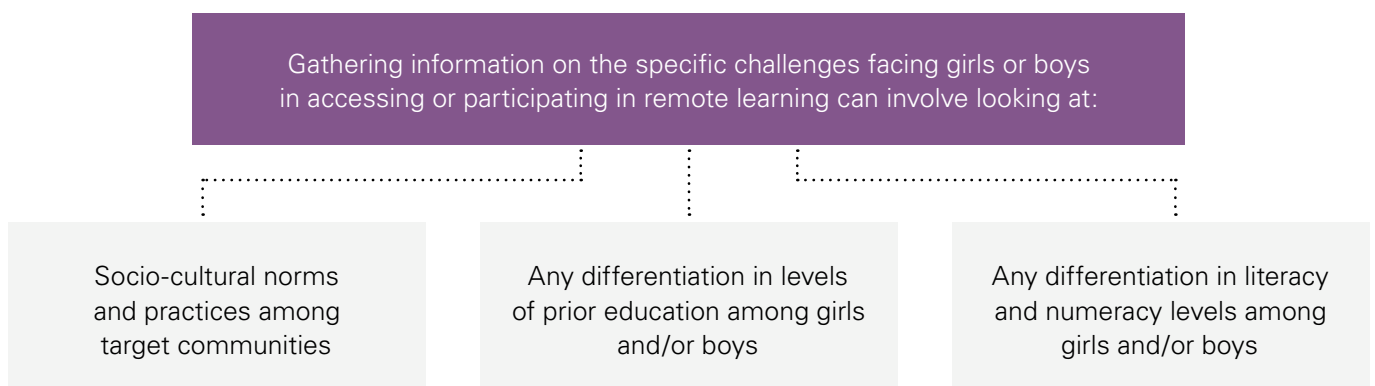 Gathering information on the specific challenges facing girls or boys
in accessing or participating in remote learning can involve looking at:
Socio-cultural norms
and practices among
target communities
Any differentiation in levels
of prior education among girls
and/or boys
Any differentiation in literacy
and numeracy levels among
girls and/or boys